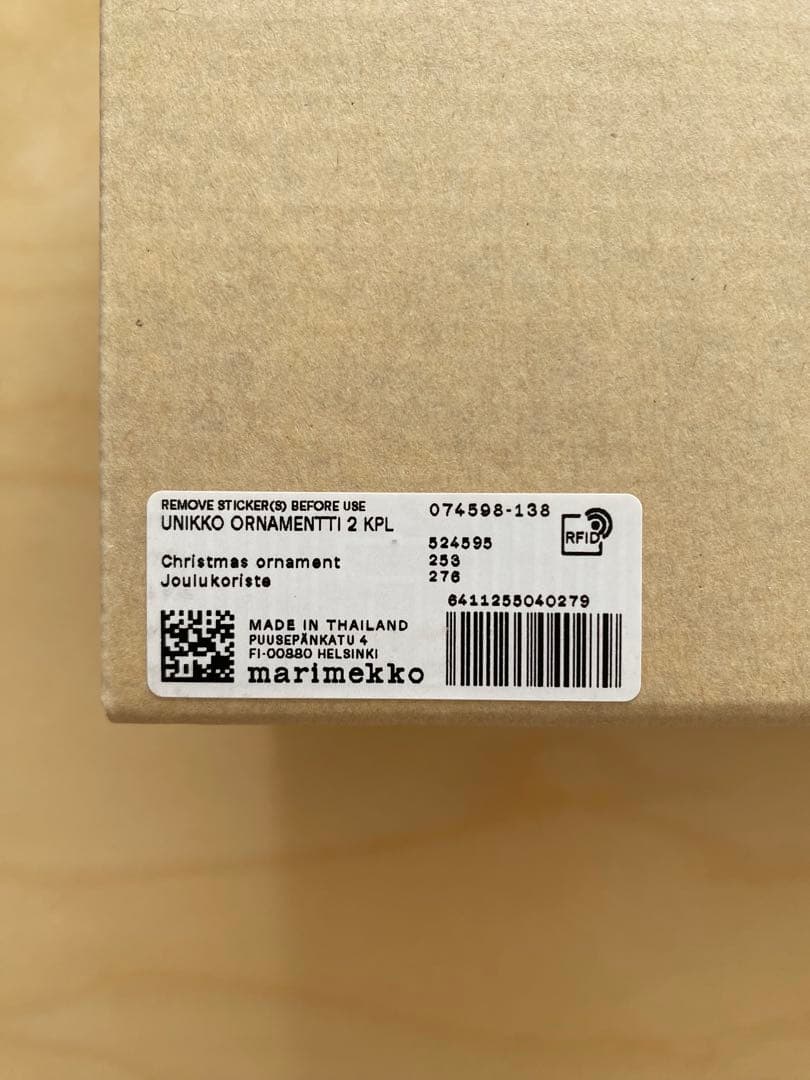 REMOVE STICKER(S) BEFORE USE
UNIKKO ORNAMENTTI 2 KPL
074598-138
524595
253
276
RFID
Christmas ornament
Joulukoriste
6411255040279
MADE IN THAILAND
PUUSEPÄNKATU 4
FI-00880 HELSINKI
marimekko